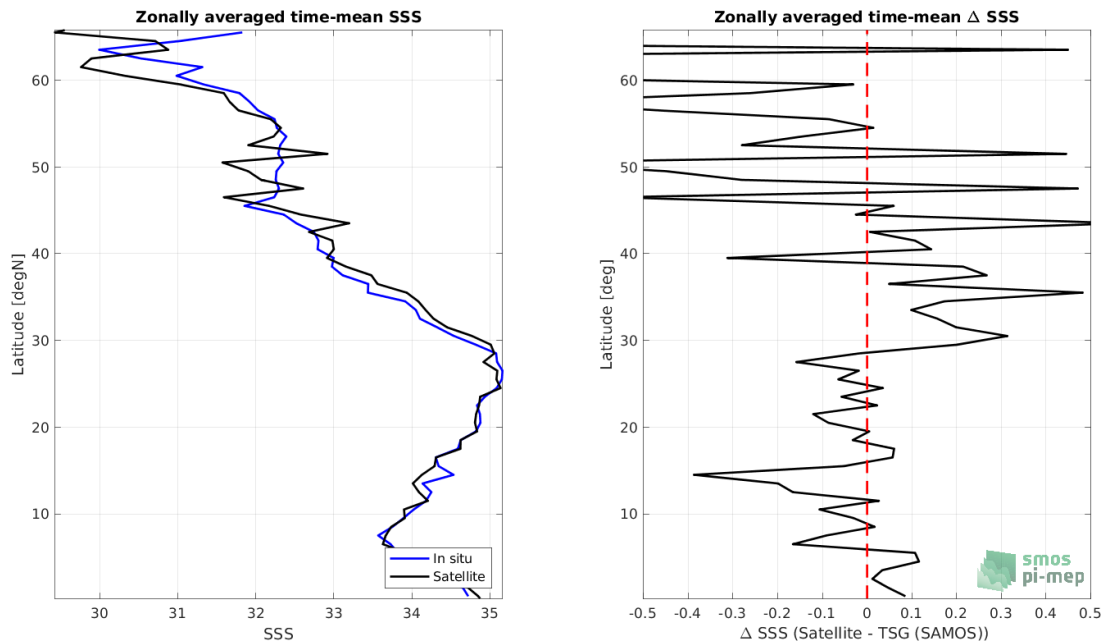 Zonally averaged time-mean SSS
60
50
40
30
20
10
Latitude [degN]
30
31
32
33
34
35
SSS
In situ
Satellite
Zonally averaged time-mean Δ SSS
60
50
40
30
20
10
Latitude [deg]
-0.5
-0.4
-0.3
-0.2
-0.1
0
0.1
0.2
0.3
0.4
0.5
Δ SSS (Satellite - TSG (SAMOS))
smos
pi-mep